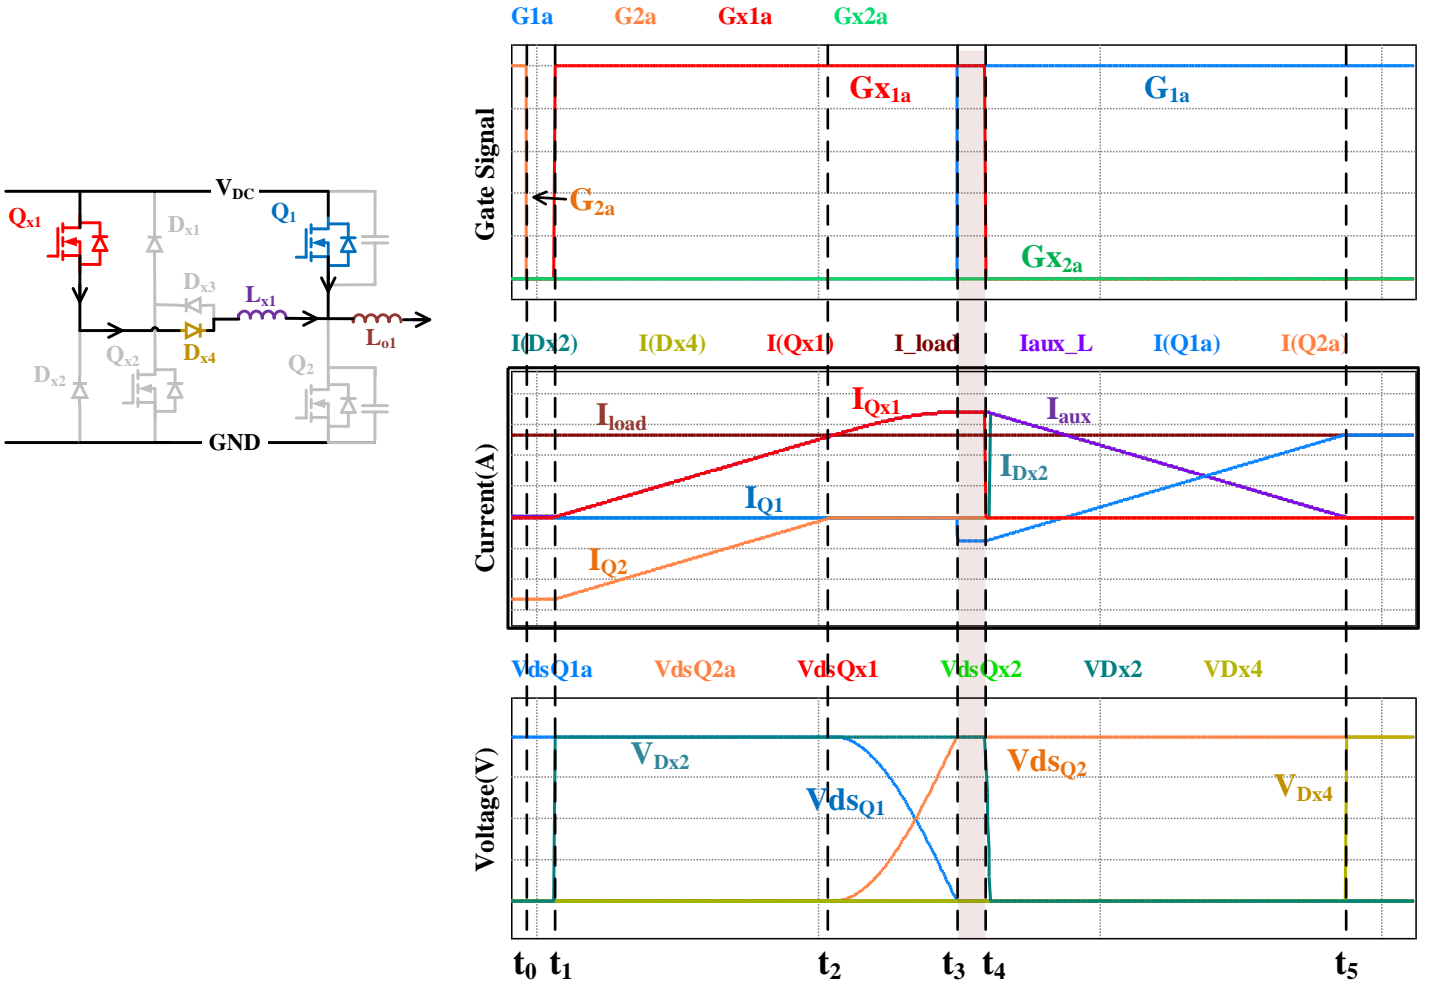 G1a G2a Gx1a Gx2a
Gate Signal
Gx1a
G1a
G2a
Gx2a
VDC
Qx1
Q1
Dx1
Dx3
Lx1
Lo1
Dx4
Qx2
Dx2
Q2
GND
I(Dx2) I(Dx4) I(Qx1) I_load Iaux_L I(Q1a) I(Q2a)
Current(A)
Iload
IQx1
Iaux
IDx2
IQ1
IQ2
VdsQ1a VdsQ2a VdsQx1 VdsQx2 VDx2 VDx4
Voltage(V)
VDx2
VdsQ1
VdsQ2
VDx4
t0 t1 t2 t3 t4 t5